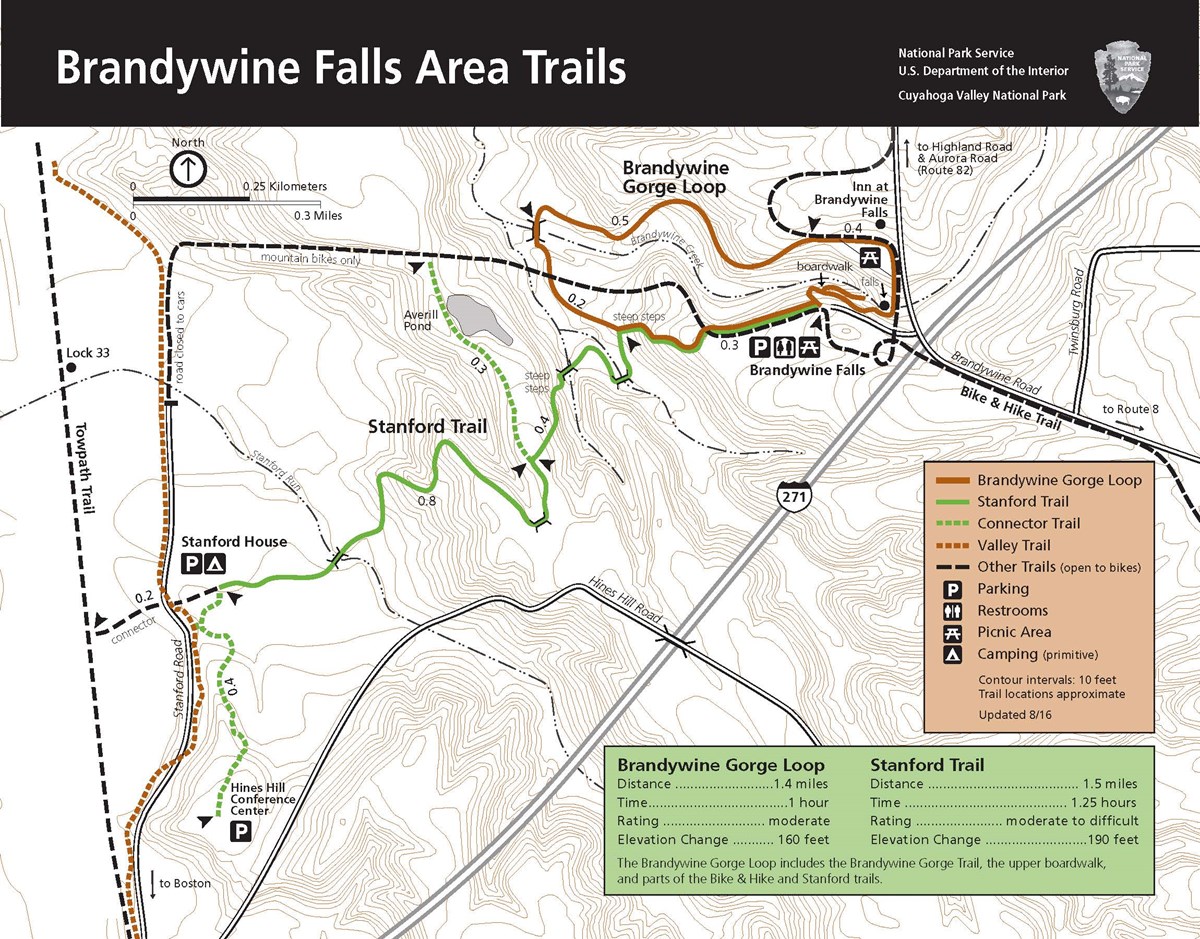 Brandywine Falls Area Trails
National Park Service
U.S. Department of the Interior
Cuyahoga Valley National Park
NATIONAL
PARK
SERVICE
North
0 0.25 Kilometers
0 0.3 Miles
to Highland Road
& Aurora Road
(Route 82)
Brandywine
Gorge Loop
Inn at
Brandywine
Falls
0.5
0.4
Brandywine Creek
mountain bikes only
boardwalk
falls
road closed to cars
Averill
Pond
0.2
steep steps
0.3
P
Brandywine Falls
Twinsburg Road
Lock 33
0.3
steep
steps
Brandywine Road
Bike & Hike Trail
to Route 8
0.4
Towpath Trail
Stanford Trail
Stanford Run
0.8
271
Stanford House
P
0.2
connector
Hines Hill Road
Stanford Road
0.4
Hines Hill
Conference
Center
P
to Boston
Brandywine Gorge Loop
Stanford Trail
Connector Trail
Valley Trail
Other Trails (open to bikes)
P Parking
Restrooms
Picnic Area
Camping (primitive)
Contour intervals: 10 feet
Trail locations approximate
Updated 8/16
Brandywine Gorge Loop
Distance .........................1.4 miles
Time...................................1 hour
Rating ......................... moderate
Elevation Change .......... 160 feet
Stanford Trail
Distance ..................................... 1.5 miles
Time ........................................ 1.25 hours
Rating ..................... moderate to difficult
Elevation Change ..........................190 feet
The Brandywine Gorge Loop includes the Brandywine Gorge Trail, the upper boardwalk,
and parts of the Bike & Hike and Stanford trails.